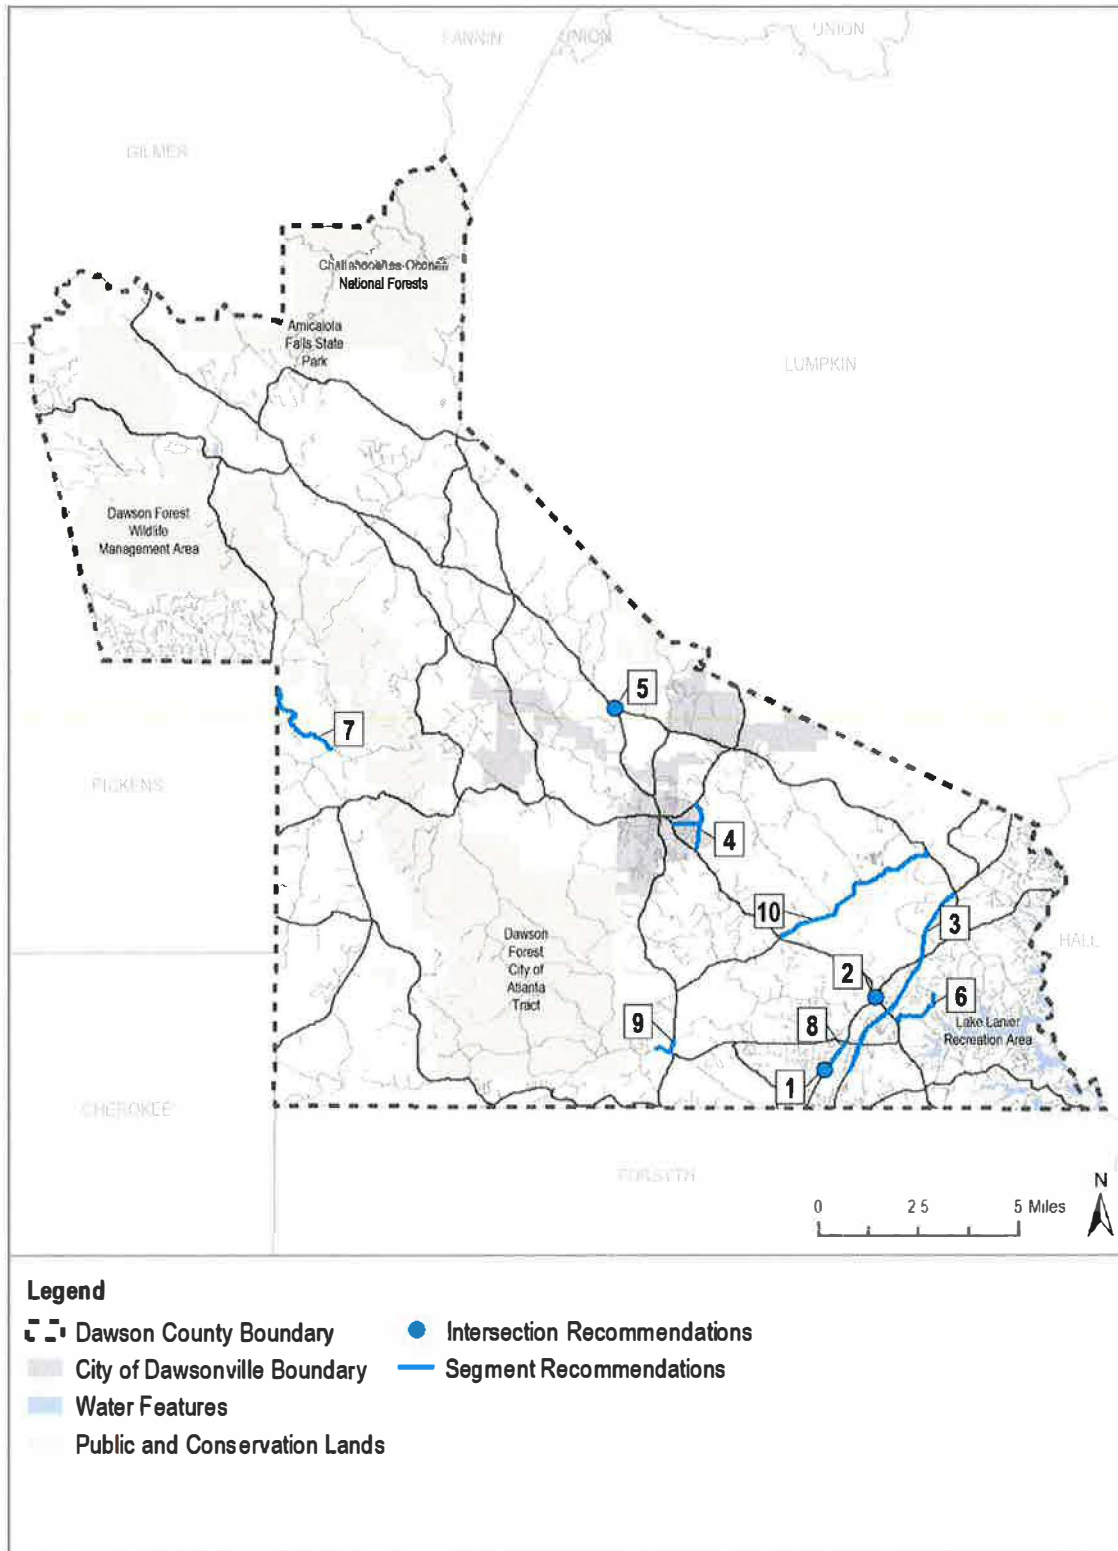 FANNIN
UNION
UNION
GILMER
Chattahoochee-Oconee
National Forests
Amicalola
Falls State
Park
LUMPKIN
Dawson Forest
Wildlife
Management Area
5
7
PICKENS
4
10
3
Dawson
Forest
City of
Atlanta
Tract
HALL
2
6
9
8
Lake Lanier
Recreation Area
1
CHEROKEE
FORSYTH
N
0 2.5 5 Miles
Legend
Dawson County Boundary
Intersection Recommendations
City of Dawsonville Boundary
Segment Recommendations
Water Features
Public and Conservation Lands